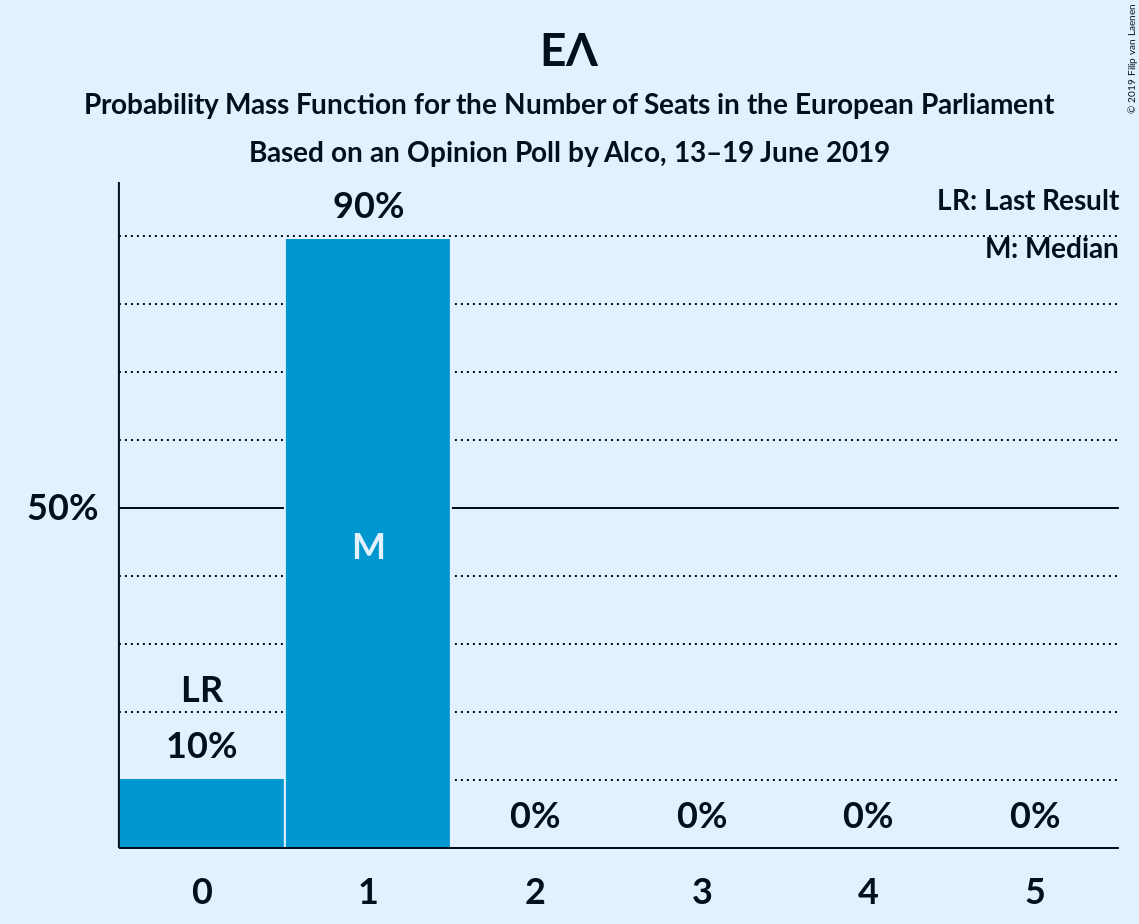 ΕΛ
Probability Mass Function for the Number of Seats in the European Parliament
Based on an Opinion Poll by Alco, 13–19 June 2019
© 2019 Filip van Laenen
LR: Last Result
M: Median
90%
50%
M
LR
10%
0% 0% 0% 0%
0 1 2 3 4 5